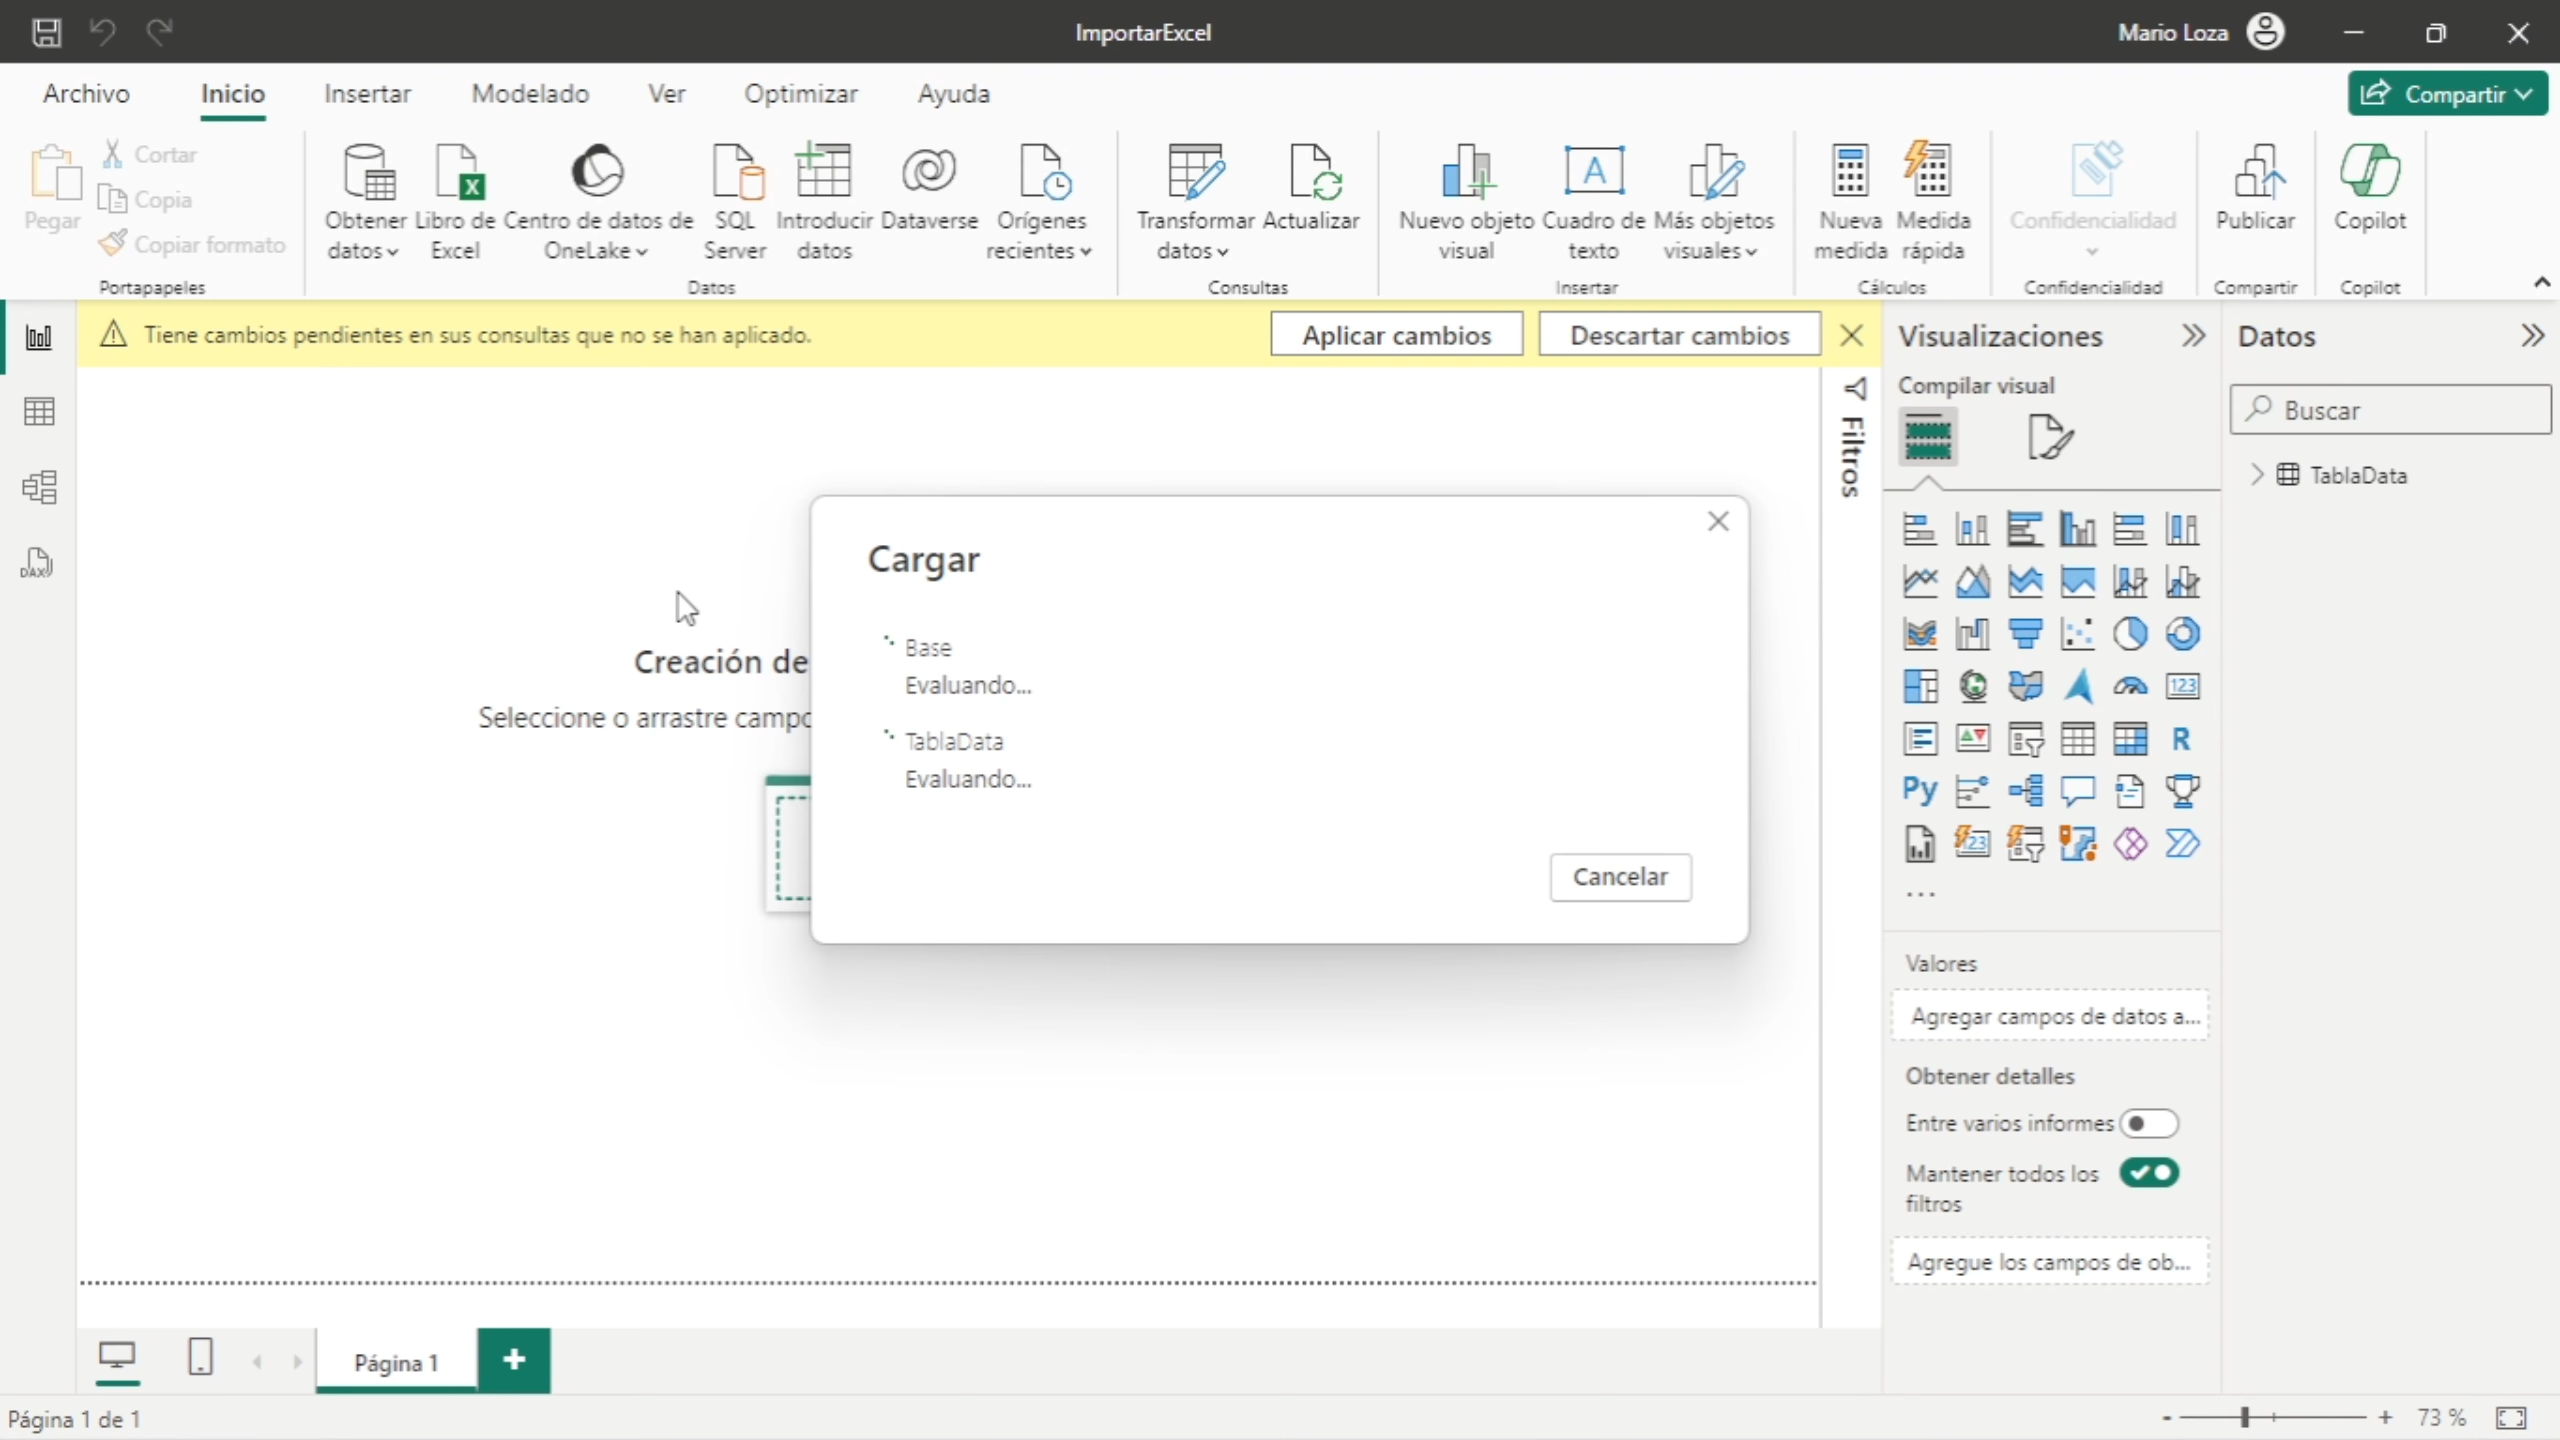 ImportarExcel
Mario Loza
Archivo
Inicio
Insertar
Modelado
Ver
Optimizar
Ayuda
Compartir
Pegar
Cortar
Copia
Copiar formato
Portapapeles
Obtener
datos
Libro de
Excel
Centro de datos de
OneLake
SQL
Server
Introducir
datos
Dataverse
Orígenes
recientes
Datos
Transformar
datos
Actualizar
Consultas
Nuevo objeto
visual
Cuadro de
texto
Más objetos
visuales
Insertar
Nueva
medida
Medida
rápida
Cálculos
Confidencialidad
Confidencialidad
Publicar
Compartir
Copilot
Copilot
Tiene cambios pendientes en sus consultas que no se han aplicado.
Aplicar cambios
Descartar cambios
Filtros
Visualizaciones
Compilar visual
Datos
Buscar
TablaData
DAX
Creación de
Seleccione o arrastre campo
Cargar
Base
Evaluando...
TablaData
Evaluando...
Cancelar
123
R
Py
123
...
Valores
Agregar campos de datos a...
Obtener detalles
Entre varios informes
Mantener todos los
filtros
Agregue los campos de ob...
Página 1
+
Página 1 de 1
- + 73 %